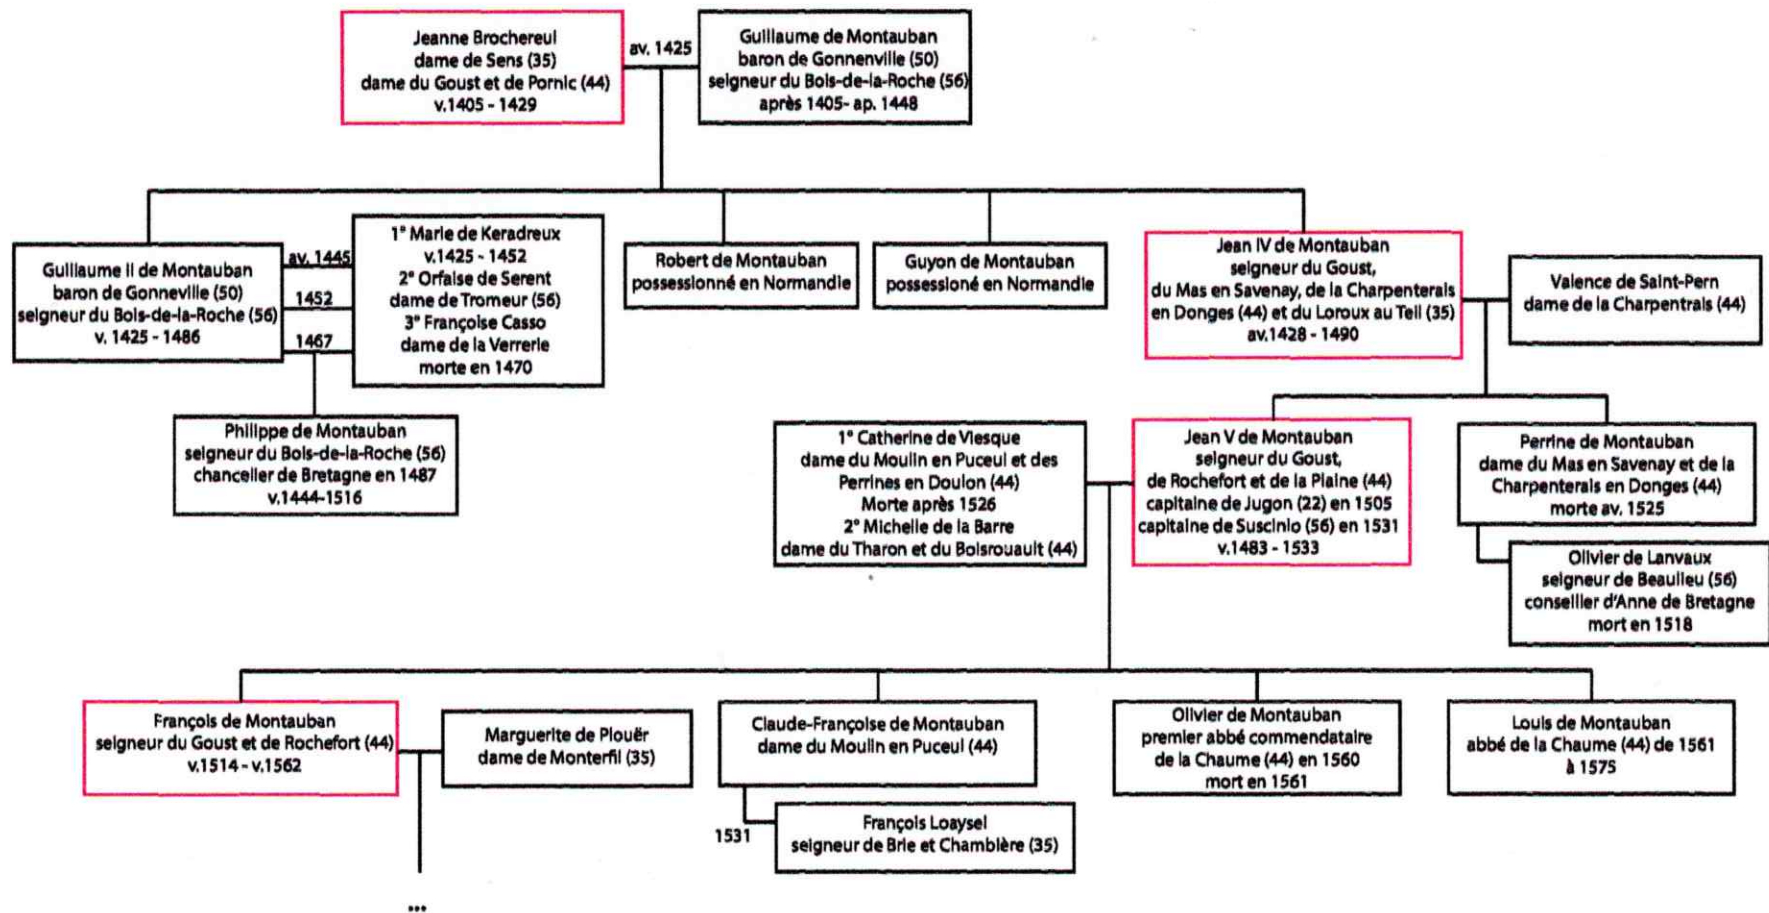 Jeanne Brochereul
dame de Sens (35)
dame du Goust et de Pornic (44)
v.1405 - 1429
av. 1425
Guillaume de Montauban
baron de Gonnenville (50)
seigneur du Bois-de-la-Roche (56)
après 1405- ap. 1448
Guillaume II de Montauban
baron de Gonneville (50)
seigneur du Bois-de-la-Roche (56)
v. 1425 - 1486
av. 1445
1452
1467
1° Marie de Keradreux
v.1425 - 1452
2° Orfaise de Serent
dame de Tromeur (56)
3° Françoise Casso
dame de la Verrerie
morte en 1470
Robert de Montauban
possessionné en Normandie
Guyon de Montauban
possessioné en Normandie
Jean IV de Montauban
seigneur du Goust,
du Mas en Savenay, de la Charpenterais
en Donges (44) et du Loroux au Teil (35)
av.1428 - 1490
Valence de Saint-Pern
dame de la Charpentrais (44)
Philippe de Montauban
seigneur du Bois-de-la-Roche (56)
chancelier de Bretagne en 1487
v.1444-1516
1° Catherine de Viesque
dame du Moulin en Puceul et des
Perrines en Doulon (44)
Morte après 1526
2° Michelle de la Barre
dame du Tharon et du Boisrouault (44)
Jean V de Montauban
seigneur du Goust,
de Rochefort et de la Plaine (44)
capitaine de Jugon (22) en 1505
capitaine de Suscinio (56) en 1531
v.1483 - 1533
Perrine de Montauban
dame du Mas en Savenay et de la
Charpenterais en Donges (44)
morte av. 1525
Olivier de Lanvaux
seigneur de Beaulieu (56)
conseiller d'Anne de Bretagne
mort en 1518
François de Montauban
seigneur du Goust et de Rochefort (44)
v.1514 - v.1562
Marguerite de Plouër
dame de Monterfil (35)
Claude-Françoise de Montauban
dame du Moulin en Puceul (44)
1531
François Loaysel
seigneur de Brie et Chambière (35)
Olivier de Montauban
premier abbé commendataire
de la Chaume (44) en 1560
mort en 1561
Louis de Montauban
abbé de la Chaume (44) de 1561
à 1575
...